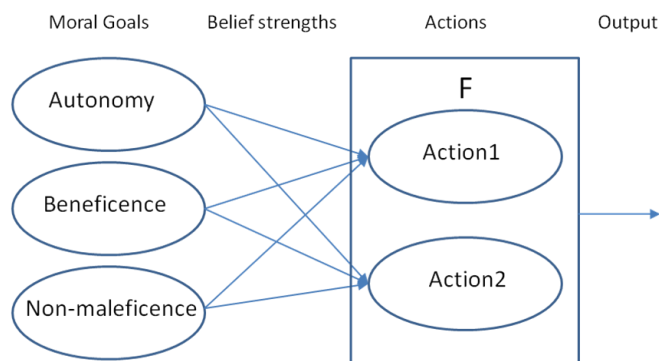 Moral Goals Belief strengths Actions Output
F
Autonomy
Action1
Beneficence
Action2
Non-maleficence